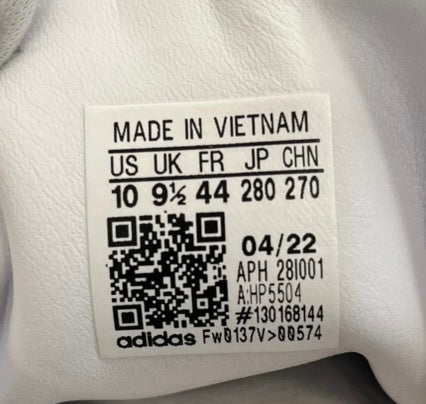 MADE IN VIETNAM
US UK FR JP CHN
10 9½ 44 280 270
04/22
APH 28I001
A:HP5504
#130168144
adidas Fw0137V>00574